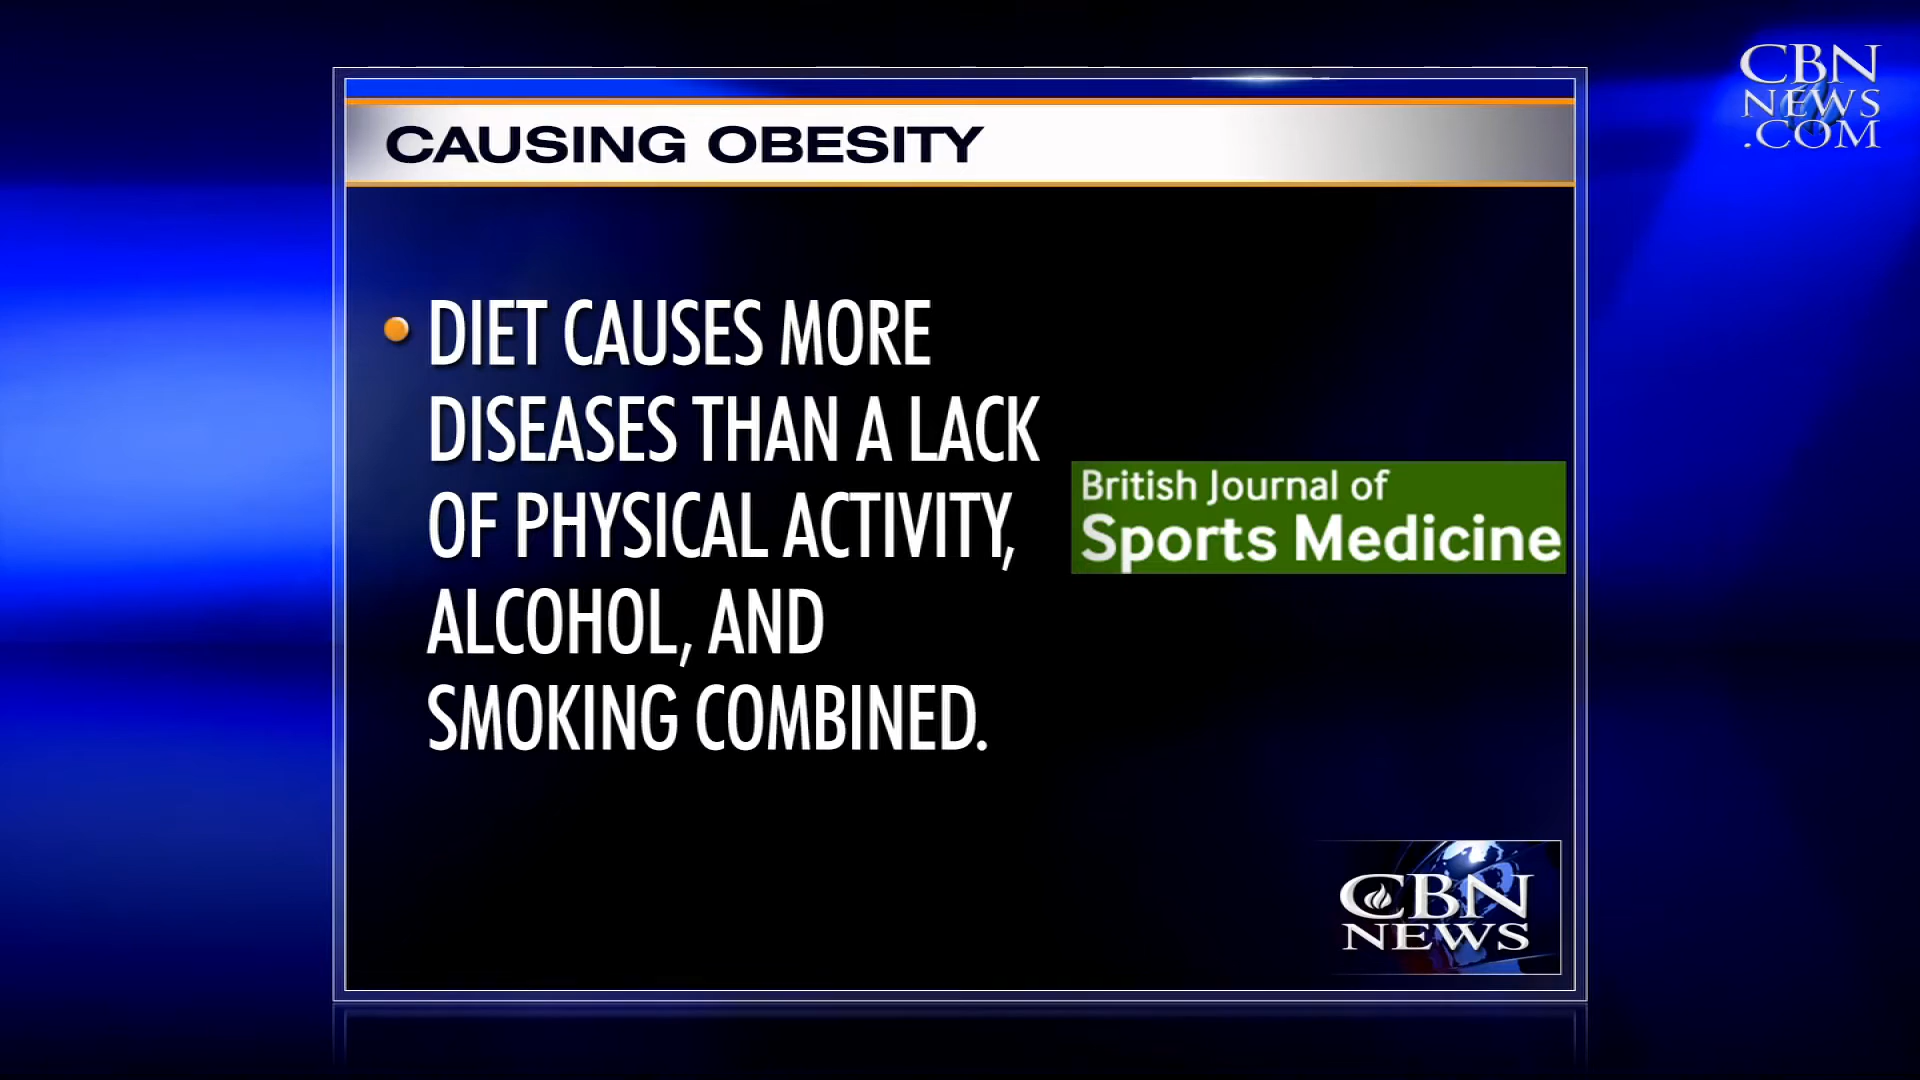 CBN
NEWS
.COM
CAUSING OBESITY
DIET CAUSES MORE
DISEASES THAN A LACK
OF PHYSICAL ACTIVITY,
ALCOHOL, AND
SMOKING COMBINED.
British Journal of
Sports Medicine
CBN
NEWS